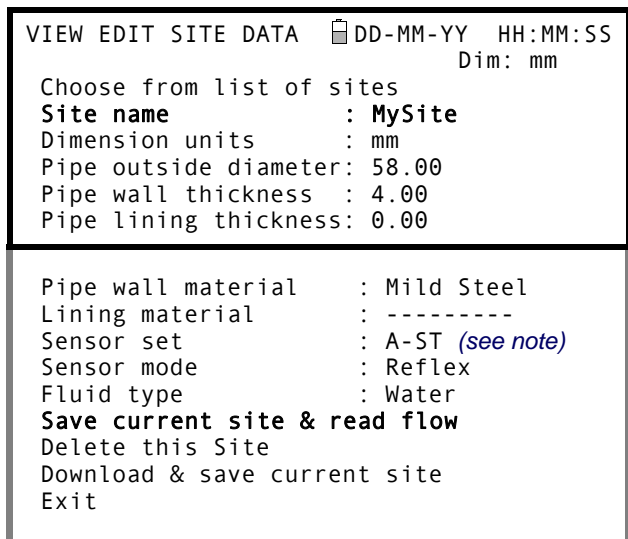 VIEW EDIT SITE DATA DD-MM-YY HH:MM:SS
Dim: mm
Choose from list of sites
Site name : MySite
Dimension units : mm
Pipe outside diameter: 58.00
Pipe wall thickness : 4.00
Pipe lining thickness: 0.00
Pipe wall material : Mild Steel
Lining material : ---------
Sensor set : A-ST (see note)
Sensor mode : Reflex
Fluid type : Water
Save current site & read flow
Delete this Site
Download & save current site
Exit